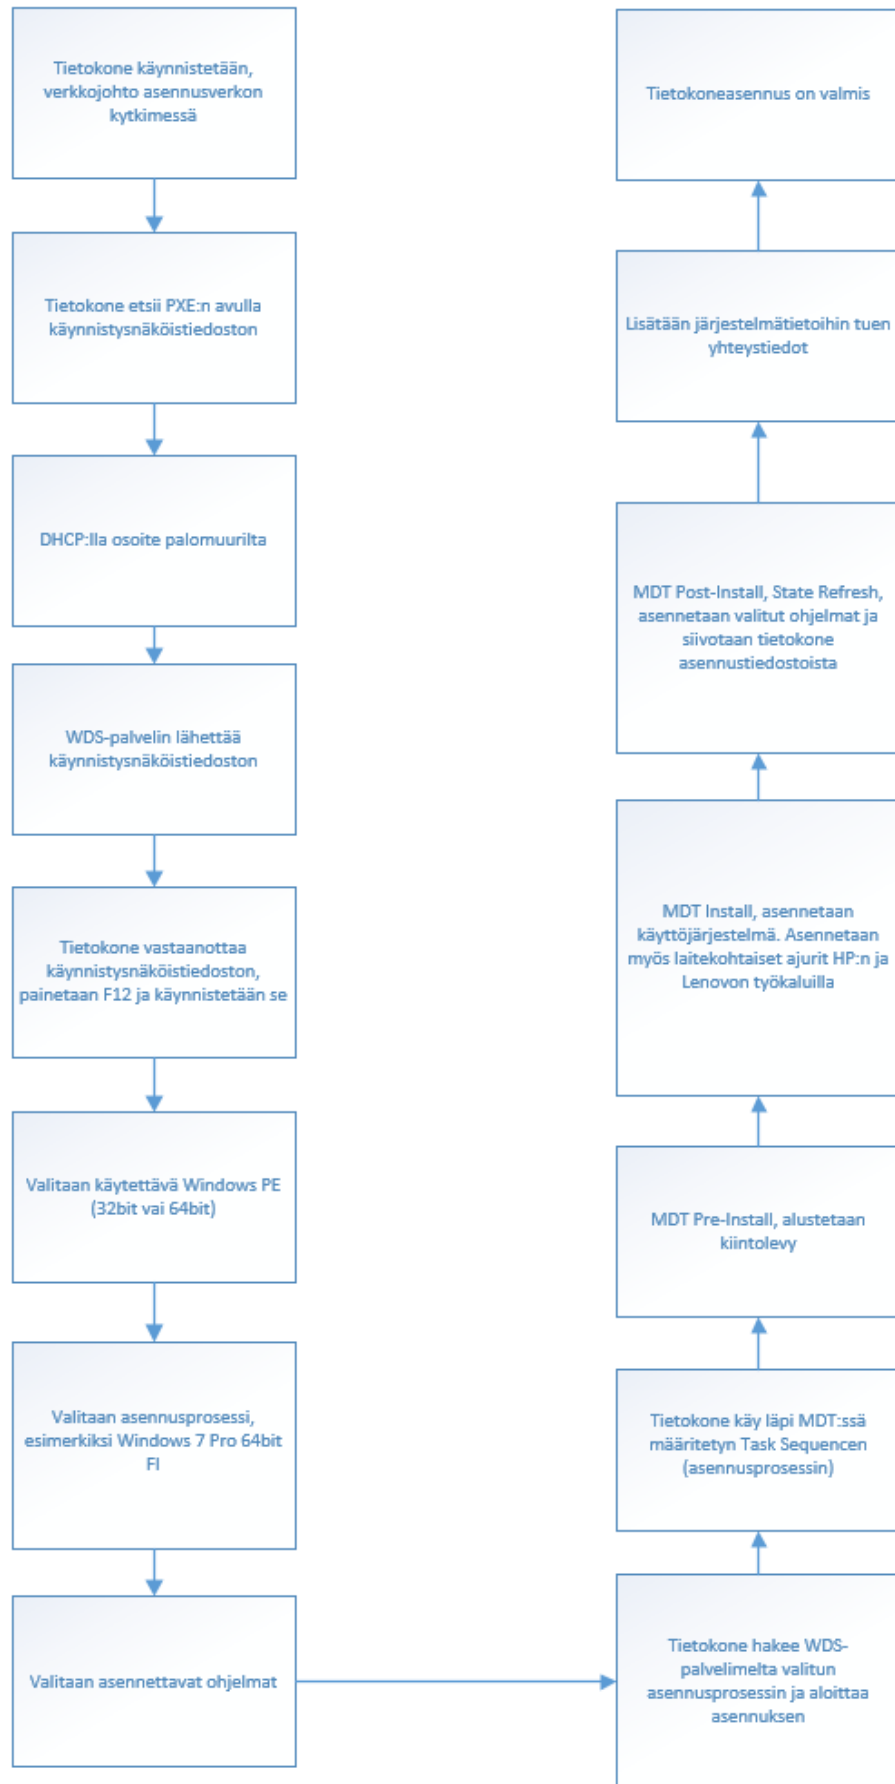 Tietokone käynnistetään,
verkkojohto asennusverkon
kytkimessä
Tietokone etsii PXE:n avulla
käynnistysnäköistiedoston
DHCP:lla osoite palomuurilta
WDS-palvelin lähettää
käynnistysnäköistiedoston
Tietokone vastaanottaa
käynnistysnäköistiedoston,
painetaan F12 ja käynnistetään se
Valitaan käytettävä Windows PE
(32bit vai 64bit)
Valitaan asennusprosessi,
esimerkiksi Windows 7 Pro 64bit
FI
Valitaan asennettavat ohjelmat
Tietokone hakee WDS-
palvelimelta valitun
asennusprosessin ja aloittaa
asennuksen
Tietokone käy läpi MDT:ssä
määritetyn Task Sequencen
(asennusprosessin)
MDT Pre-Install, alustetaan
kiintolevy
MDT Install, asennetaan
käyttöjärjestelmä. Asennetaan
myös laitekohtaiset ajurit HP:n ja
Lenovon työkaluilla
MDT Post-Install, State Refresh,
asennetaan valitut ohjelmat ja
siivotaan tietokone
asennustiedostoista
Lisätään järjestelmätietoihin tuen
yhteystiedot
Tietokoneasennus on valmis